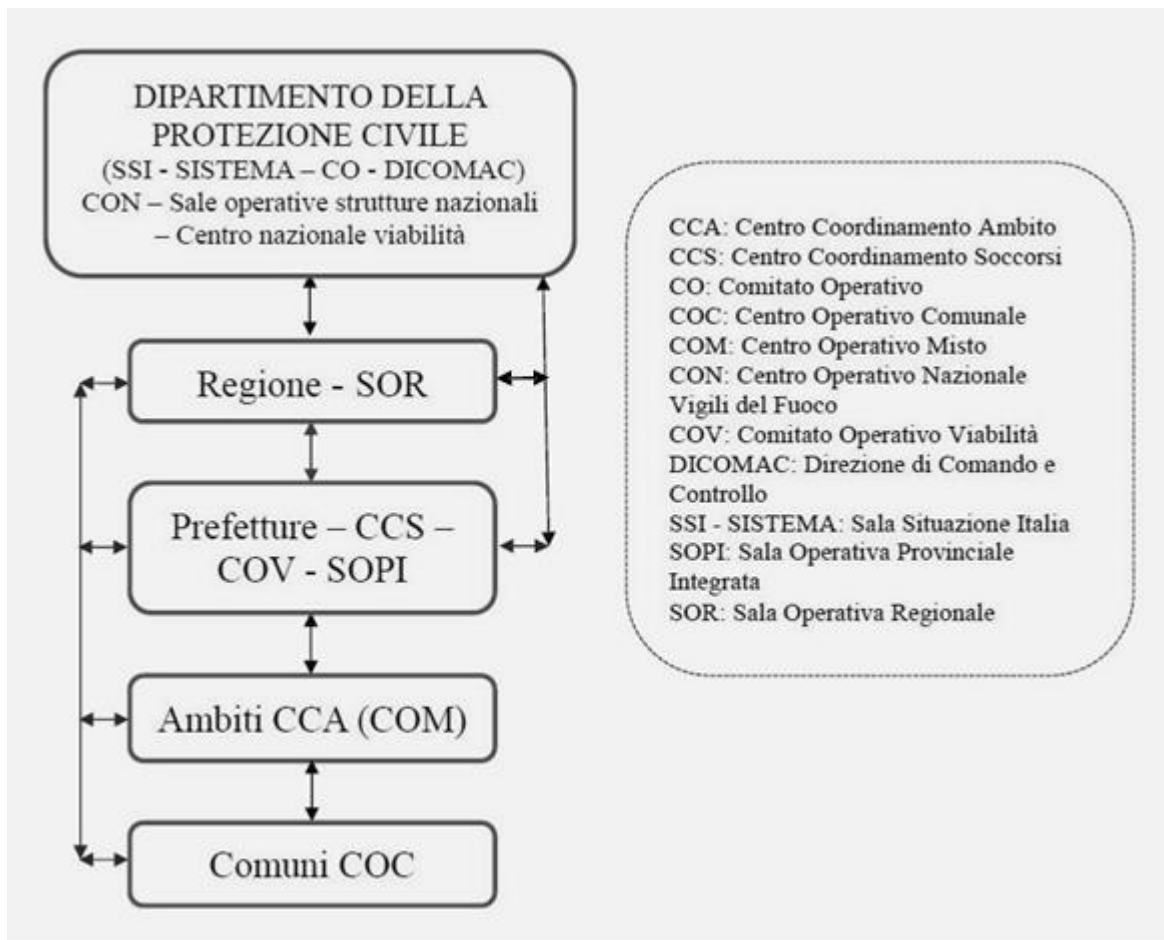 DIPARTIMENTO DELLA
PROTEZIONE CIVILE
(SSI - SISTEMA – CO - DICOMAC)
CON – Sale operative strutture nazionali
– Centro nazionale viabilità
Regione - SOR
Prefetture – CCS –
COV - SOPI
Ambiti CCA (COM)
Comuni COC
CCA: Centro Coordinamento Ambito
CCS: Centro Coordinamento Soccorsi
CO: Comitato Operativo
COC: Centro Operativo Comunale
COM: Centro Operativo Misto
CON: Centro Operativo Nazionale
Vigili del Fuoco
COV: Comitato Operativo Viabilità
DICOMAC: Direzione di Comando e
Controllo
SSI - SISTEMA: Sala Situazione Italia
SOPI: Sala Operativa Provinciale
Integrata
SOR: Sala Operativa Regionale